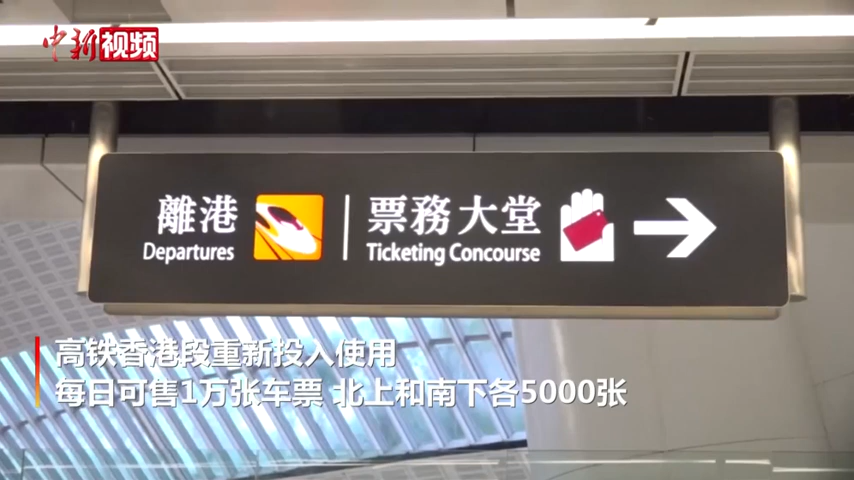 中新视频
離港
Departures
票務大堂
Ticketing Concourse
高铁香港段重新投入使用
每日可售1万张车票 北上和南下各5000张